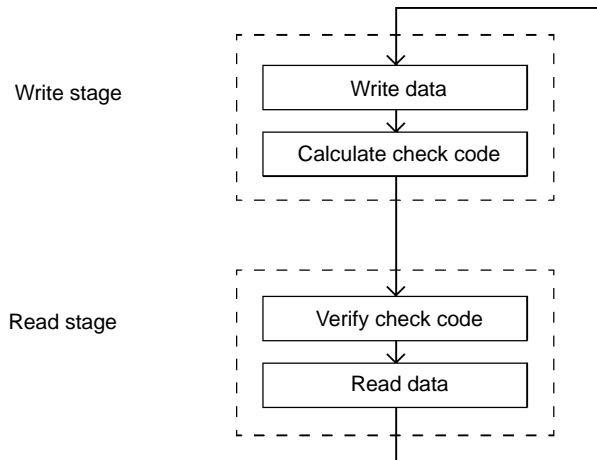 Write stage
Write data
Calculate check code
Read stage
Verify check code
Read data